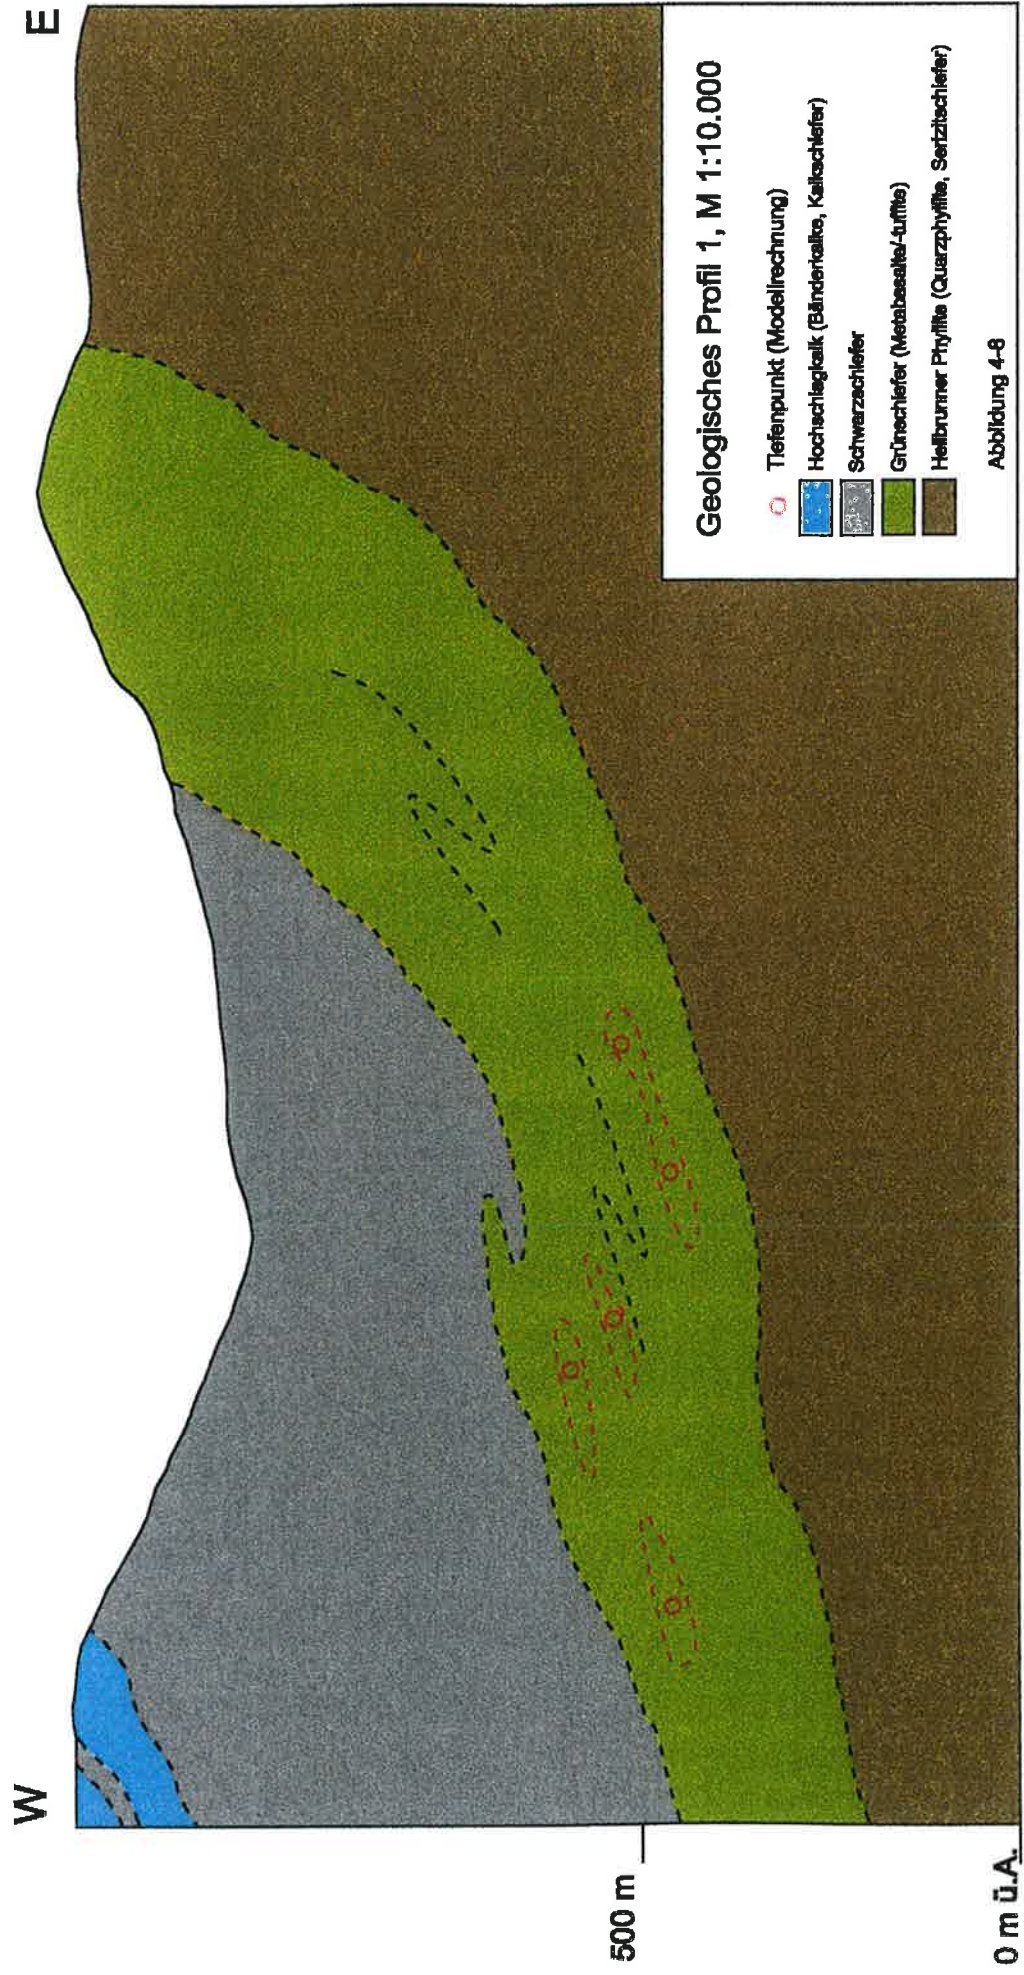 W
E
500 m
0 m ü.A.
Geologisches Profil 1, M 1:10.000
Tiefenpunkt (Modellrechnung)
Hochschlagkalk (Bänderkalke, Kalkschiefer)
Schwarzschiefer
Grünschiefer (Metabasalte/-tuffite)
Heilbrunner Phyllite (Quarzphyllite, Serizitschiefer)
Abbildung 4-8